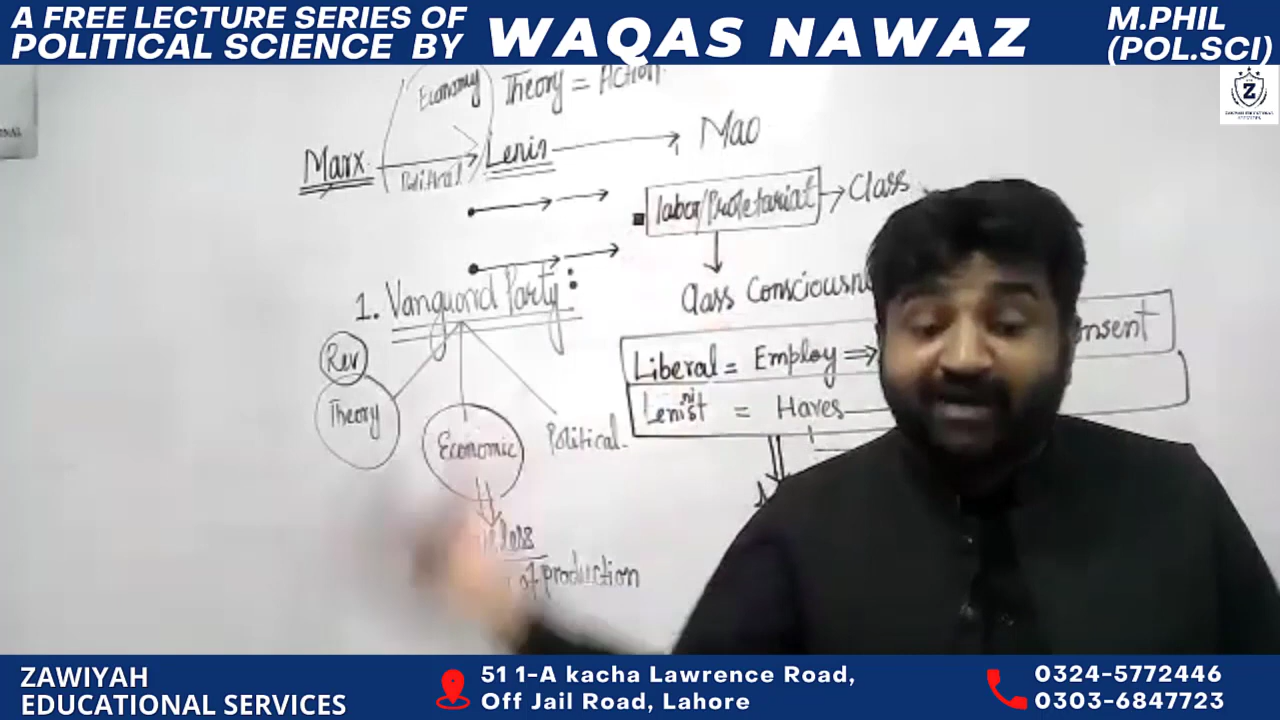 A FREE LECTURE SERIES OF
POLITICAL SCIENCE BY
WAQAS NAWAZ
M.PHIL
(POL.SCI)
Z
Economy
Theory = Action
Marx
Political
Lenin
Mao
labor/Proletariat
Class
Class Consciousn
1. Vanguard Party:
Rev
Theory
Economic
Political
Liberal = Employ
nsent
Leninist = Haves
less
of production
ZAWIYAH
EDUCATIONAL SERVICES
51 1-A kacha Lawrence Road,
Off Jail Road, Lahore
0324-5772446
0303-6847723